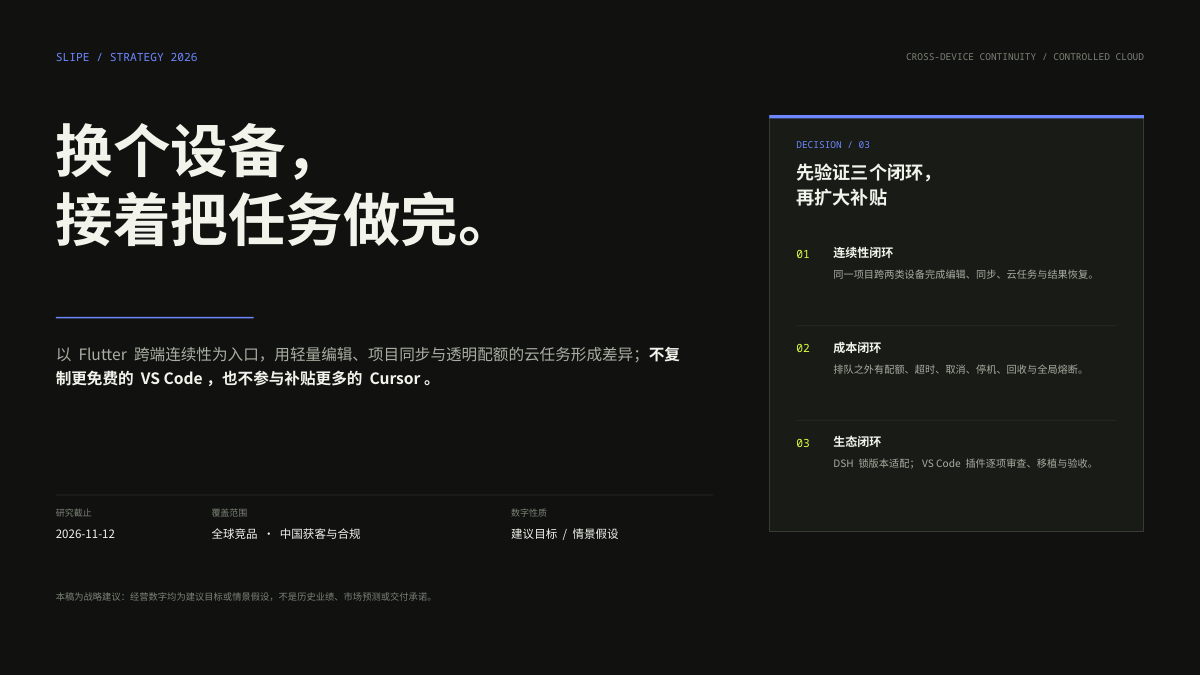 SLIPE / STRATEGY 2026
CROSS-DEVICE CONTINUITY / CONTROLLED CLOUD
换个设备，
接着把任务做完。
以 Flutter 跨端连续性为入口，用轻量编辑、项目同步与透明配额的云任务形成差异；不复
制更免费的 VS Code ，也不参与补贴更多的 Cursor 。
研究截止
2026-11-12
覆盖范围
全球竞品 · 中国获客与合规
数字性质
建议目标 / 情景假设
本稿为战略建议：经营数字均为建议目标或情景假设，不是历史业绩、市场预测或交付承诺。
DECISION / 03
先验证三个闭环，
再扩大补贴
01
连续性闭环
同一项目跨两类设备完成编辑、同步、云任务与结果恢复。
02
成本闭环
排队之外有配额、超时、取消、停机、回收与全局熔断。
03
生态闭环
DSH 锁版本适配； VS Code 插件逐项审查、移植与验收。